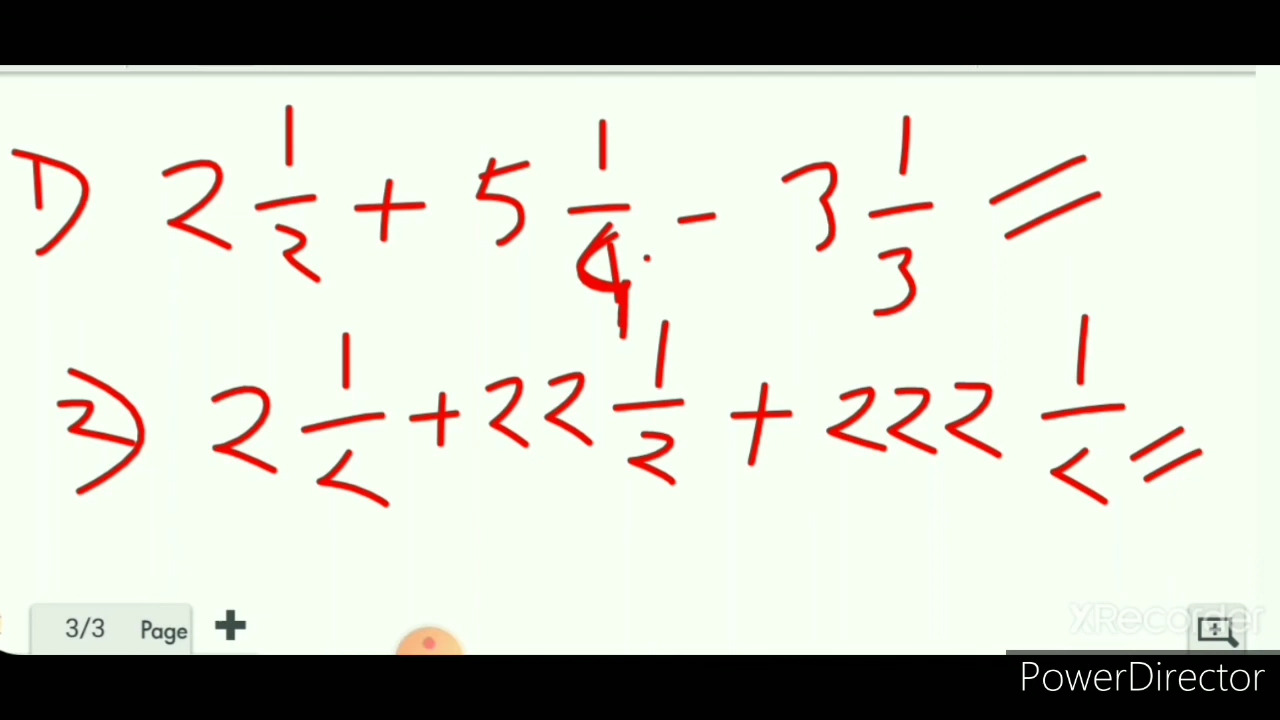 1) 2 1/2 + 5 1/4 - 3 1/3 =
2) 2 1/2 + 22 1/2 + 222 1/2 =
3/3 Page +
XRecorder
PowerDirector